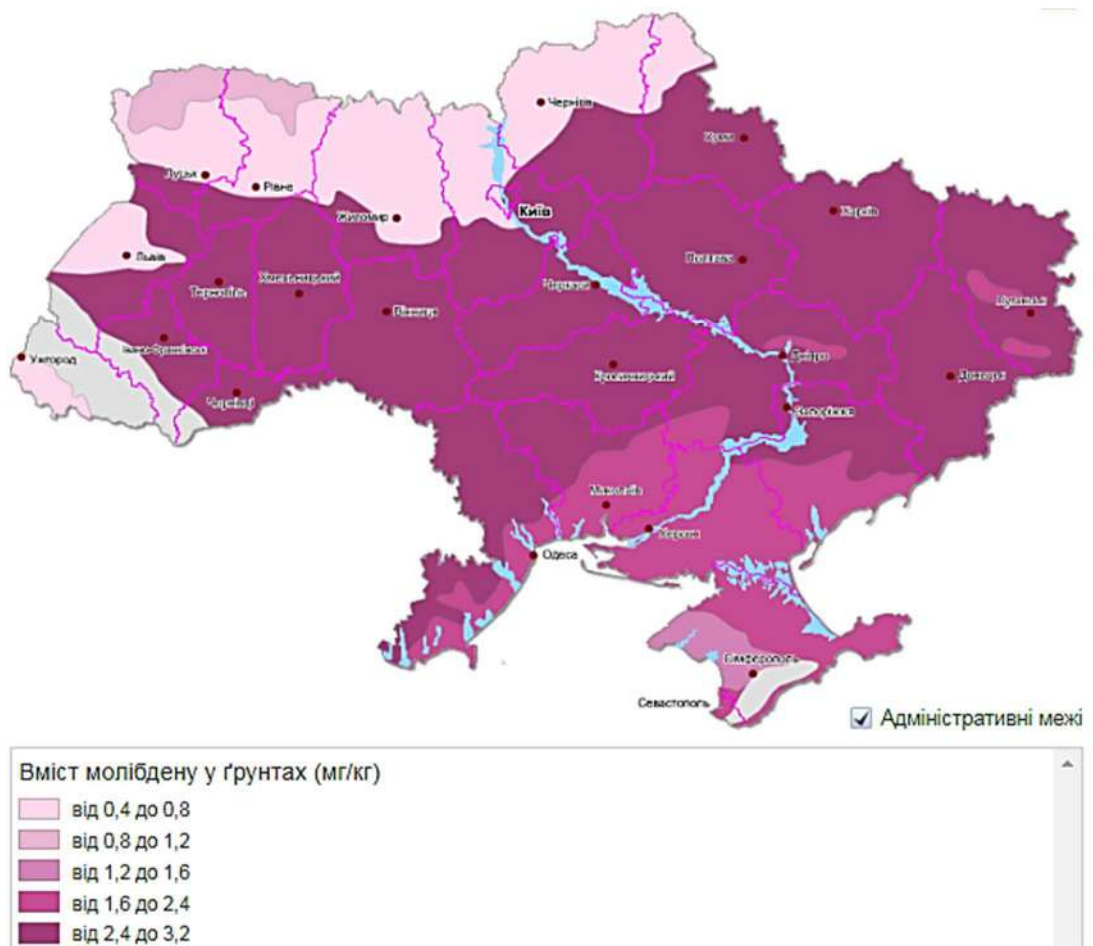 Чернігів
Суми
Луцьк
Рівне
Київ
Житомир
Харків
Львів
Полтава
Хмельницький
Тернопіль
Черкаси
Луганськ
Вінниця
Івано-Франківськ
Ужгород
Дніпро
Кропивницький
Донецьк
Чернівці
Запоріжжя
Миколаїв
Херсон
Одеса
Сімферополь
Севастополь
Адміністративні межі
Вміст молібдену у ґрунтах (мг/кг)
від 0,4 до 0,8
від 0,8 до 1,2
від 1,2 до 1,6
від 1,6 до 2,4
від 2,4 до 3,2